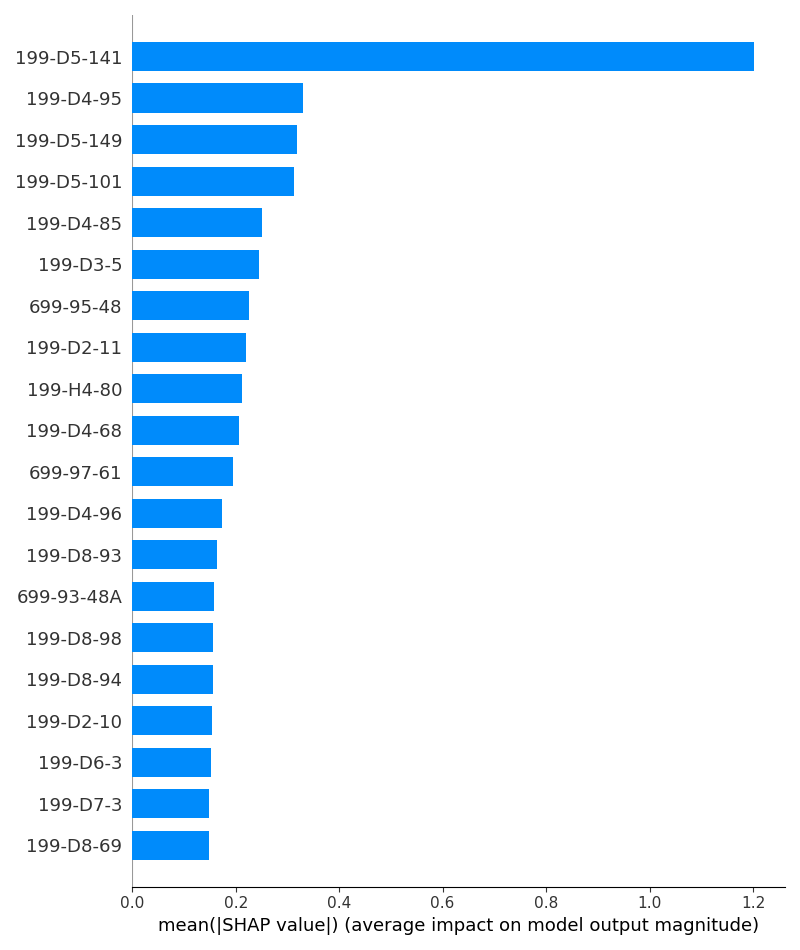 199-D5-141
199-D4-95
199-D5-149
199-D5-101
199-D4-85
199-D3-5
699-95-48
199-D2-11
199-H4-80
199-D4-68
699-97-61
199-D4-96
199-D8-93
699-93-48A
199-D8-98
199-D8-94
199-D2-10
199-D6-3
199-D7-3
199-D8-69
0.0 0.2 0.4 0.6 0.8 1.0 1.2
mean(|SHAP value|) (average impact on model output magnitude)